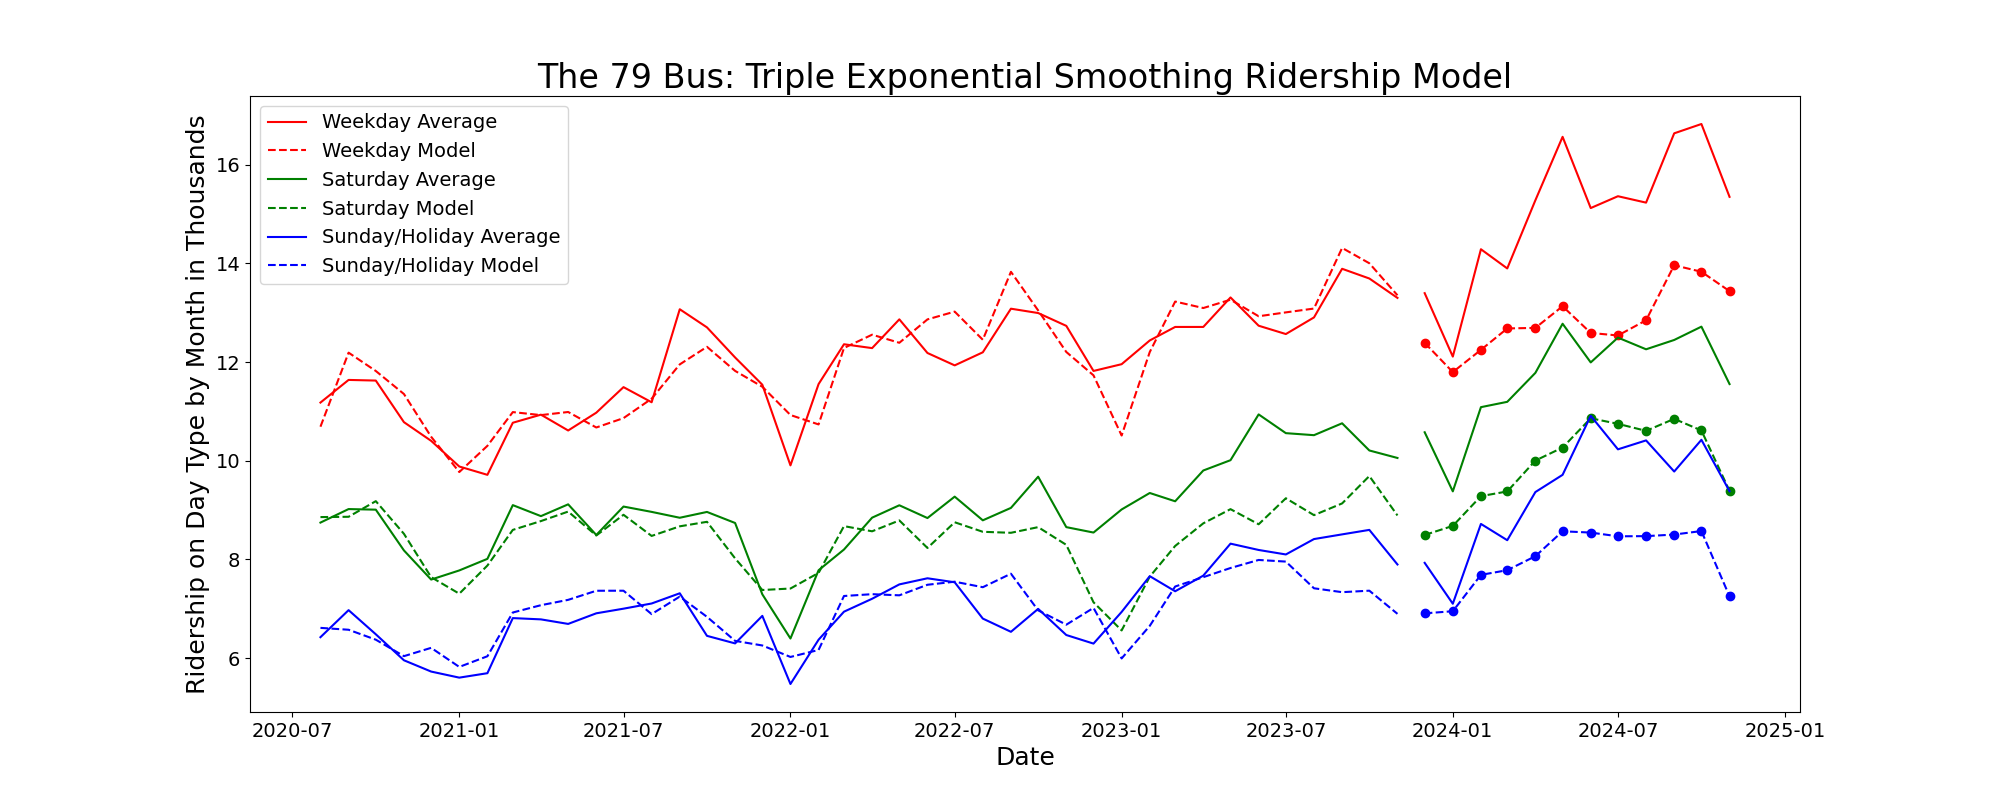 The 79 Bus: Triple Exponential Smoothing Ridership Model
Weekday Average
Weekday Model
Saturday Average
Saturday Model
Sunday/Holiday Average
Sunday/Holiday Model
Ridership on Day Type by Month in Thousands
16
14
12
10
8
6
2020-07
2021-01
2021-07
2022-01
2022-07
2023-01
2023-07
2024-01
2024-07
2025-01
Date